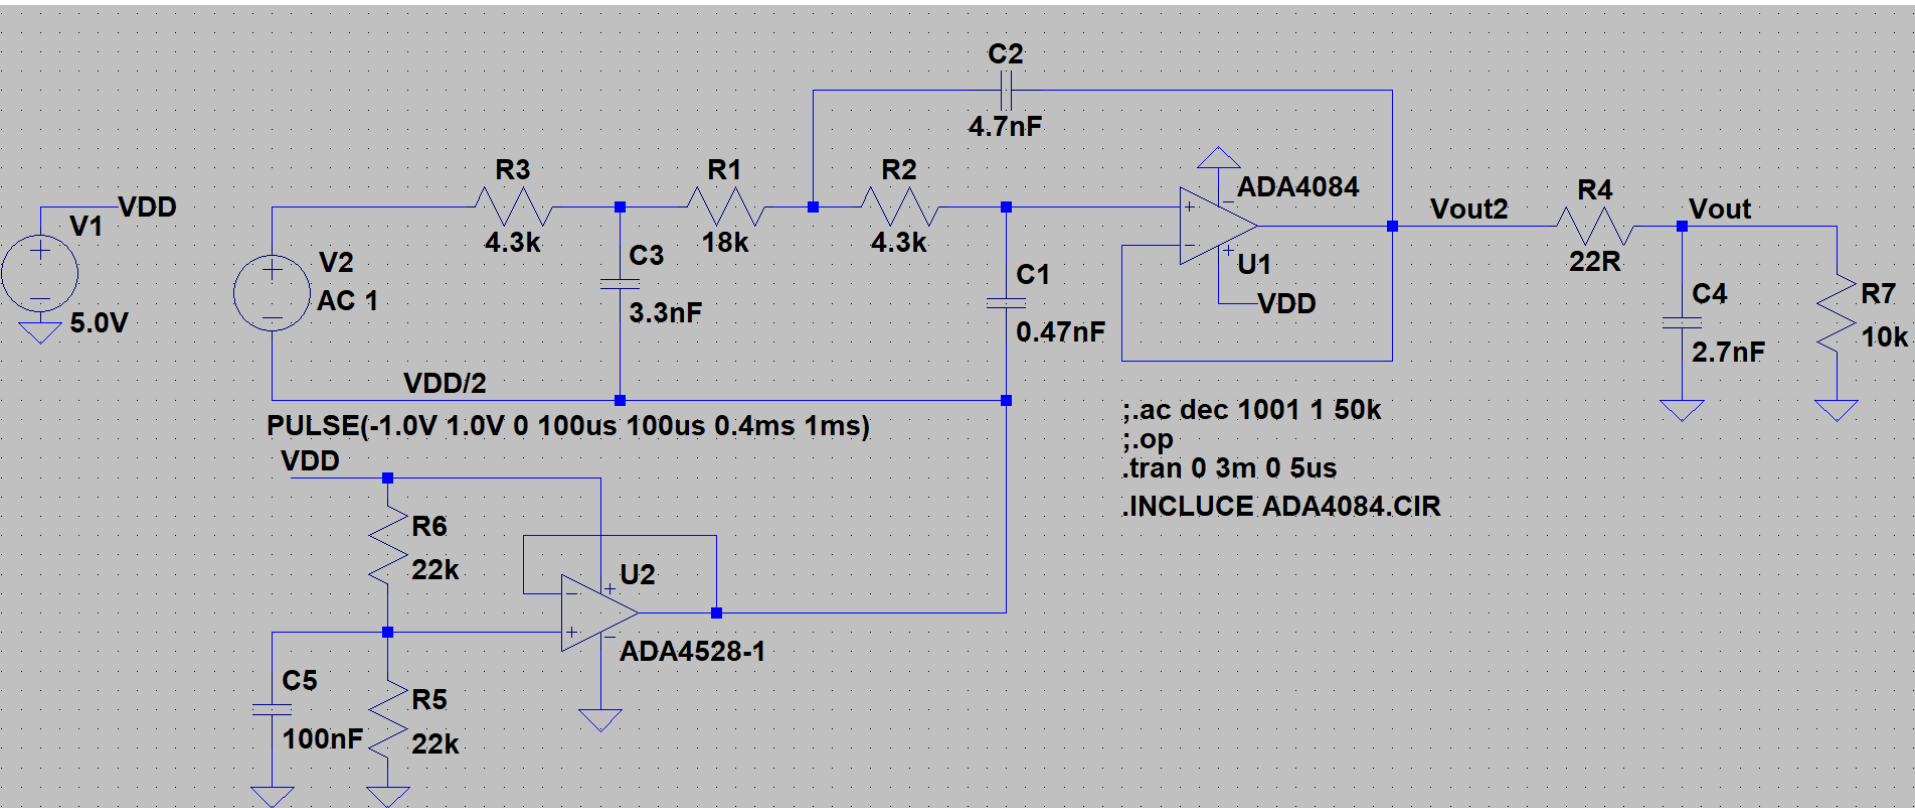 C2
4.7nF
R3
4.3k
R1
18k
R2
4.3k
ADA4084
U1
VDD
Vout2
R4
22R
Vout
VDD
V1
5.0V
V2
AC 1
C3
3.3nF
C1
0.47nF
C4
2.7nF
R7
10k
VDD/2
PULSE(-1.0V 1.0V 0 100us 100us 0.4ms 1ms)
;.ac dec 1001 1 50k
;.op
.tran 0 3m 0 5us
.INCLUCE ADA4084.CIR
VDD
R6
22k
U2
ADA4528-1
C5
100nF
R5
22k